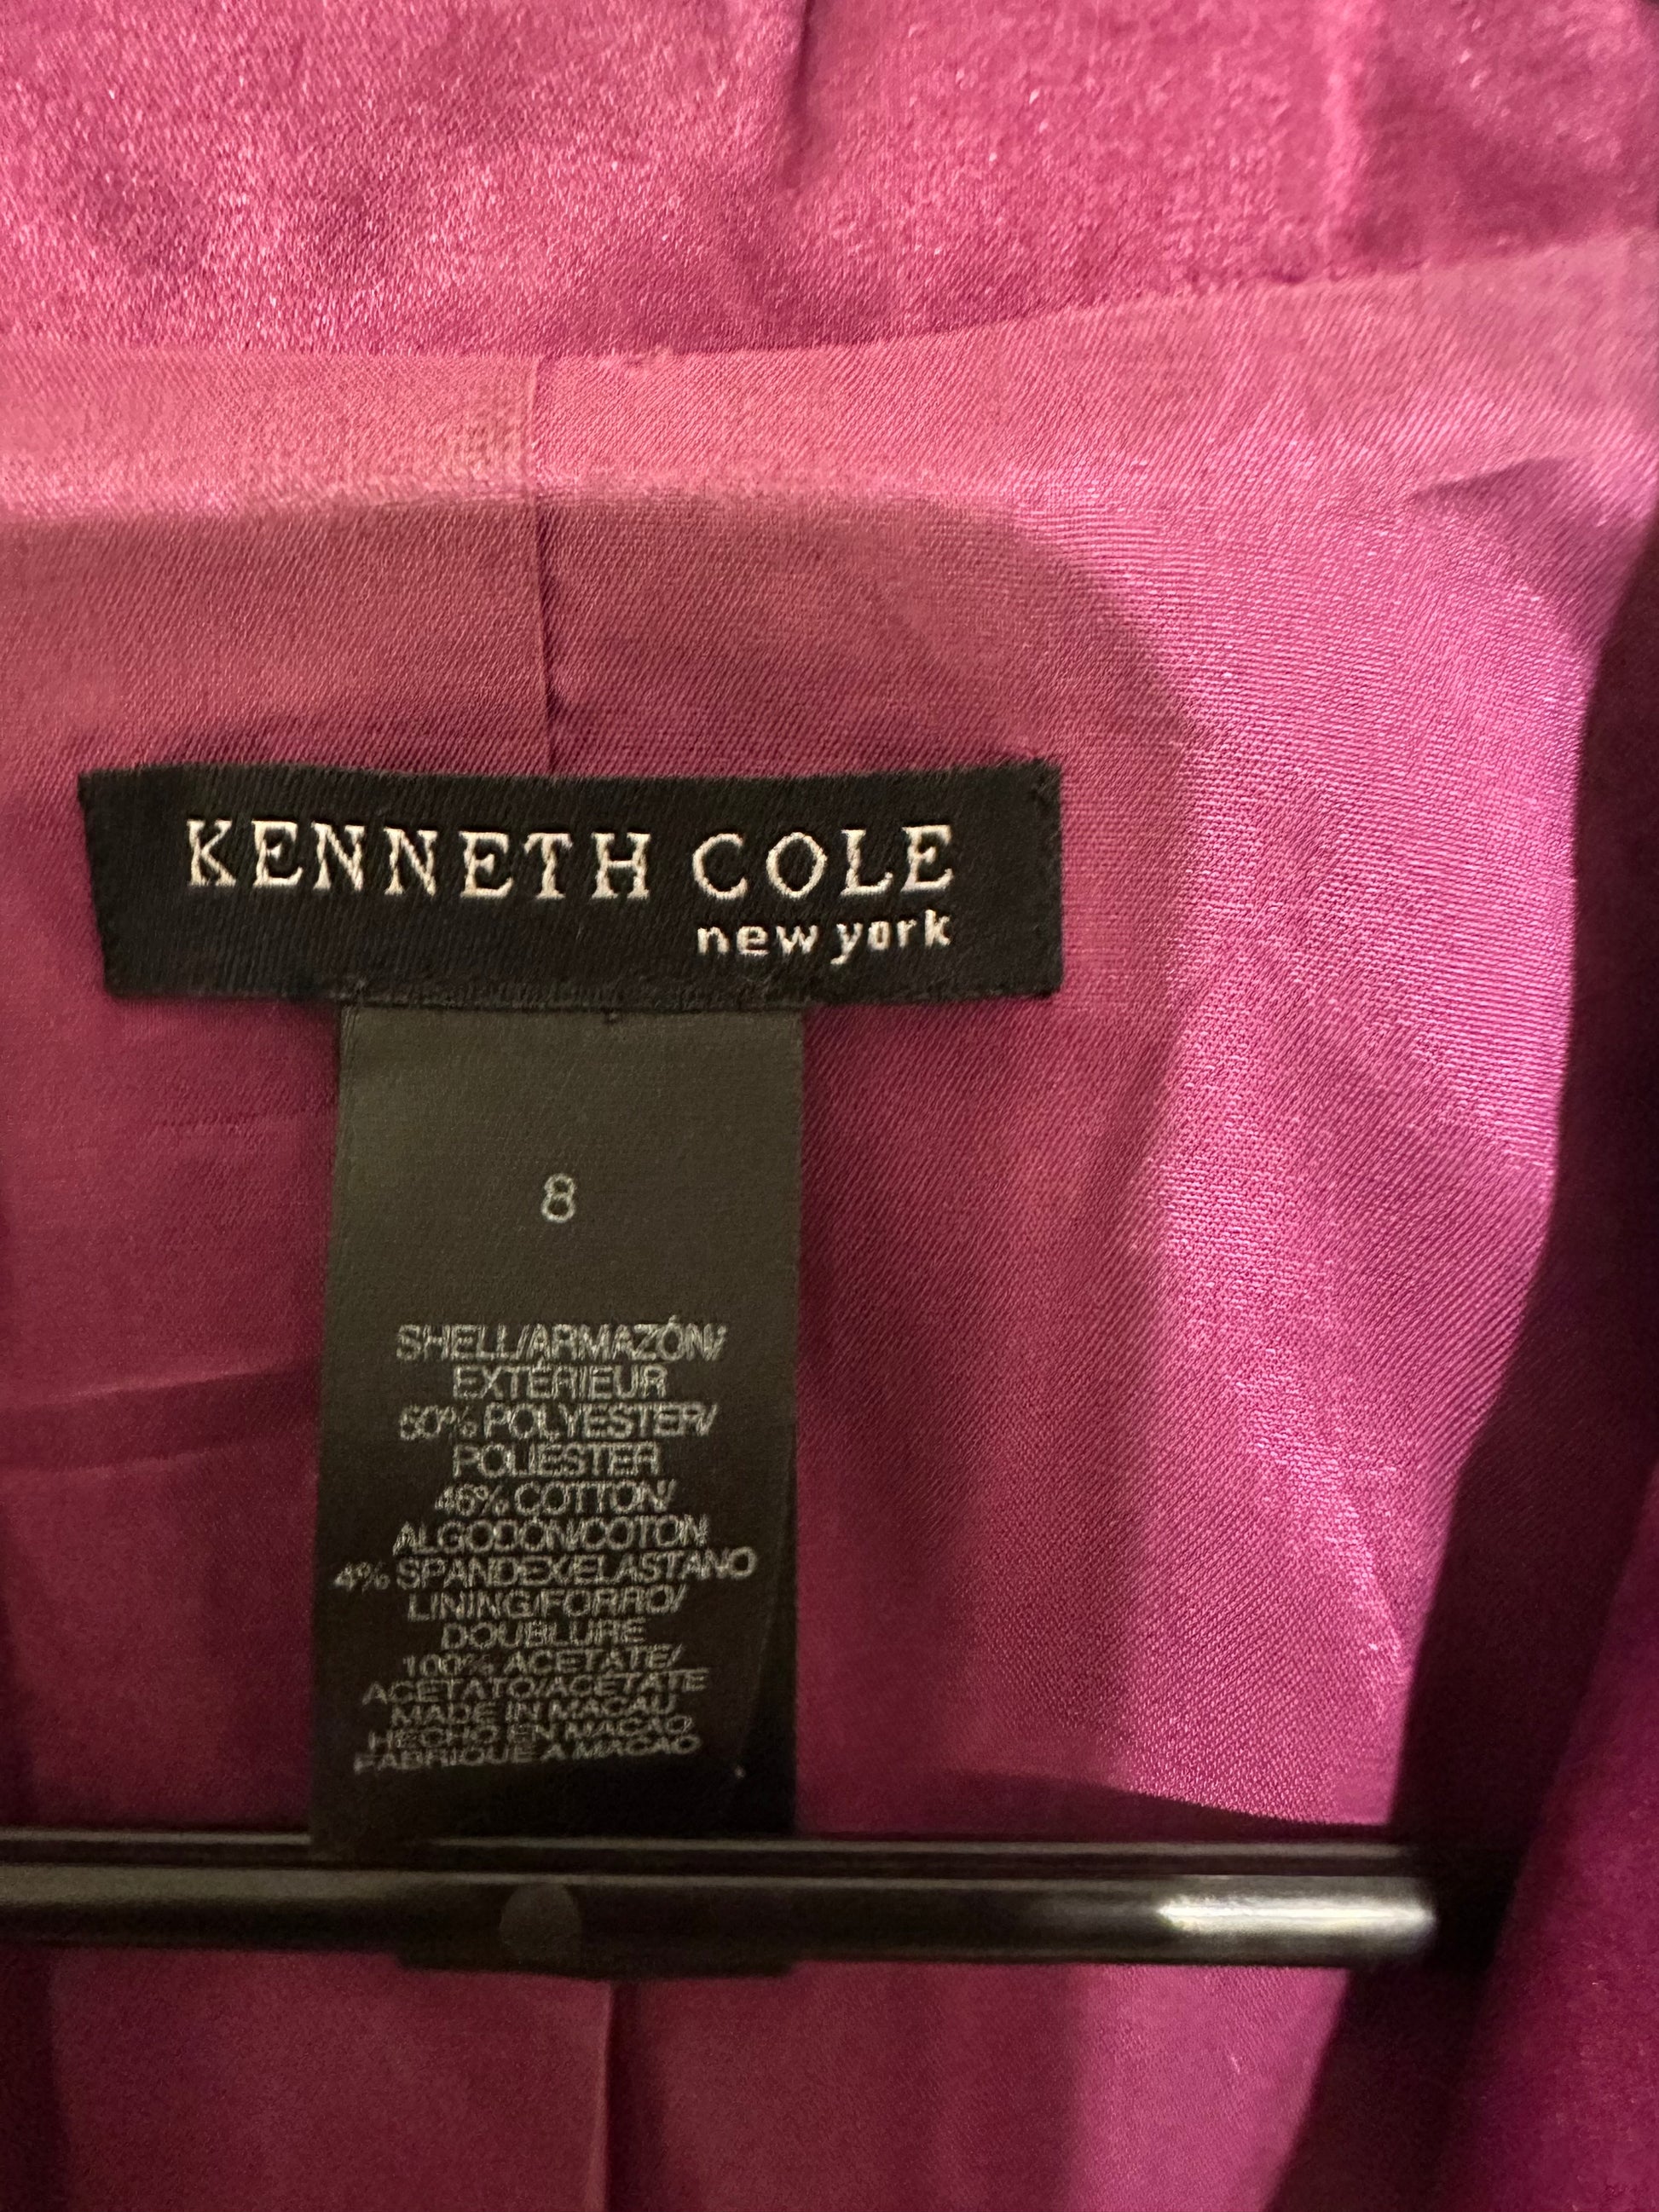 KENNETH COLE
new york
8
SHELL/ARMAZÓN/
EXTÉRIEUR
50% POLYESTER/
POLIÉSTER
46% COTTON/
ALGODÓN/COTON
4% SPANDEX/ELASTANO
LINING/FORRO/
DOUBLURE
100% ACETATE/
ACETATO/ACÉTATE
MADE IN MACAU
HECHO EN MACAO
FABRIQUÉ A MACAO